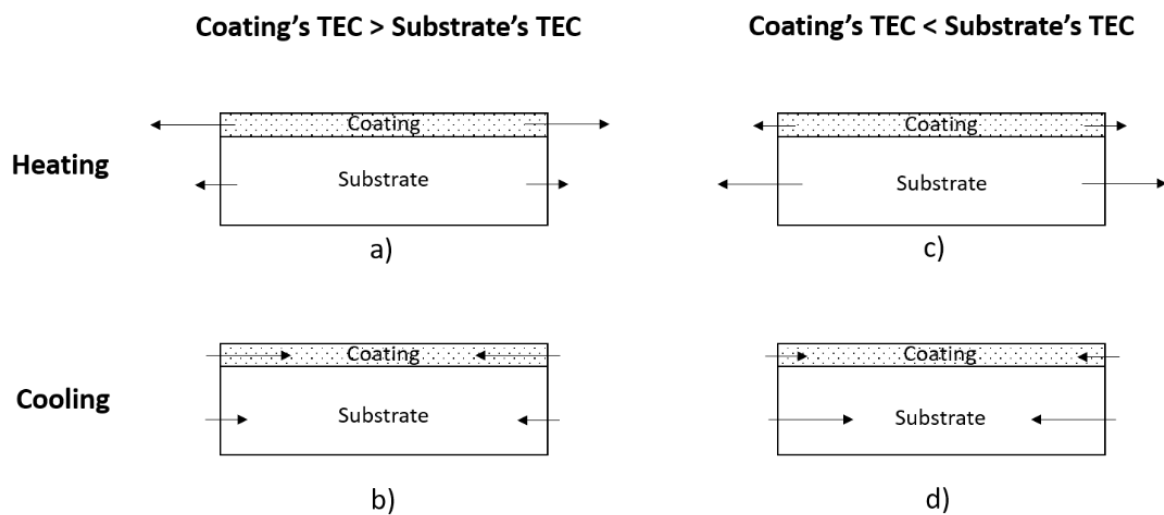 Coating's TEC > Substrate's TEC
Coating's TEC < Substrate's TEC
Heating
Coating
Substrate
a)
Coating
Substrate
c)
Cooling
Coating
Substrate
b)
Coating
Substrate
d)